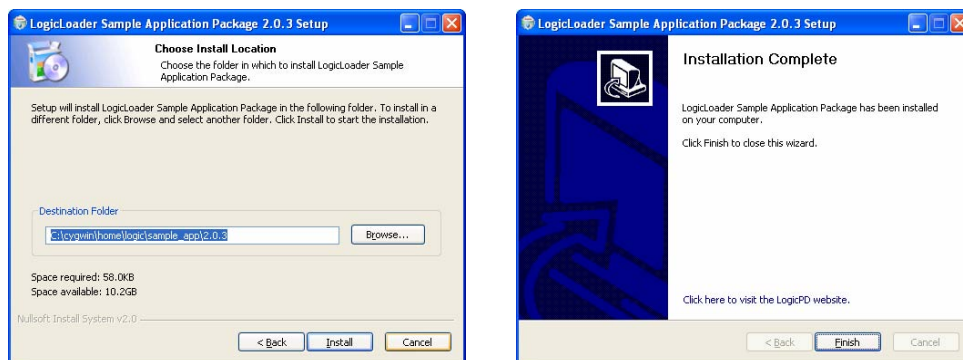 LogicLoader Sample Application Package 2.0.3 Setup
Choose Install Location
Choose the folder in which to install LogicLoader Sample
Application Package.
Setup will install LogicLoader Sample Application Package in the following folder. To install in a
different folder, click Browse and select another folder. Click Install to start the installation.
Destination Folder
C:\cygwin\home\logic\sample_app\2.0.3
Browse...
Space required: 58.0KB
Space available: 10.2GB
Nullsoft Install System v2.0
< Back
Install
Cancel
LogicLoader Sample Application Package 2.0.3 Setup
Installation Complete
LogicLoader Sample Application Package has been installed
on your computer.
Click Finish to close this wizard.
Click here to visit the LogicPD website.
< Back
Finish
Cancel